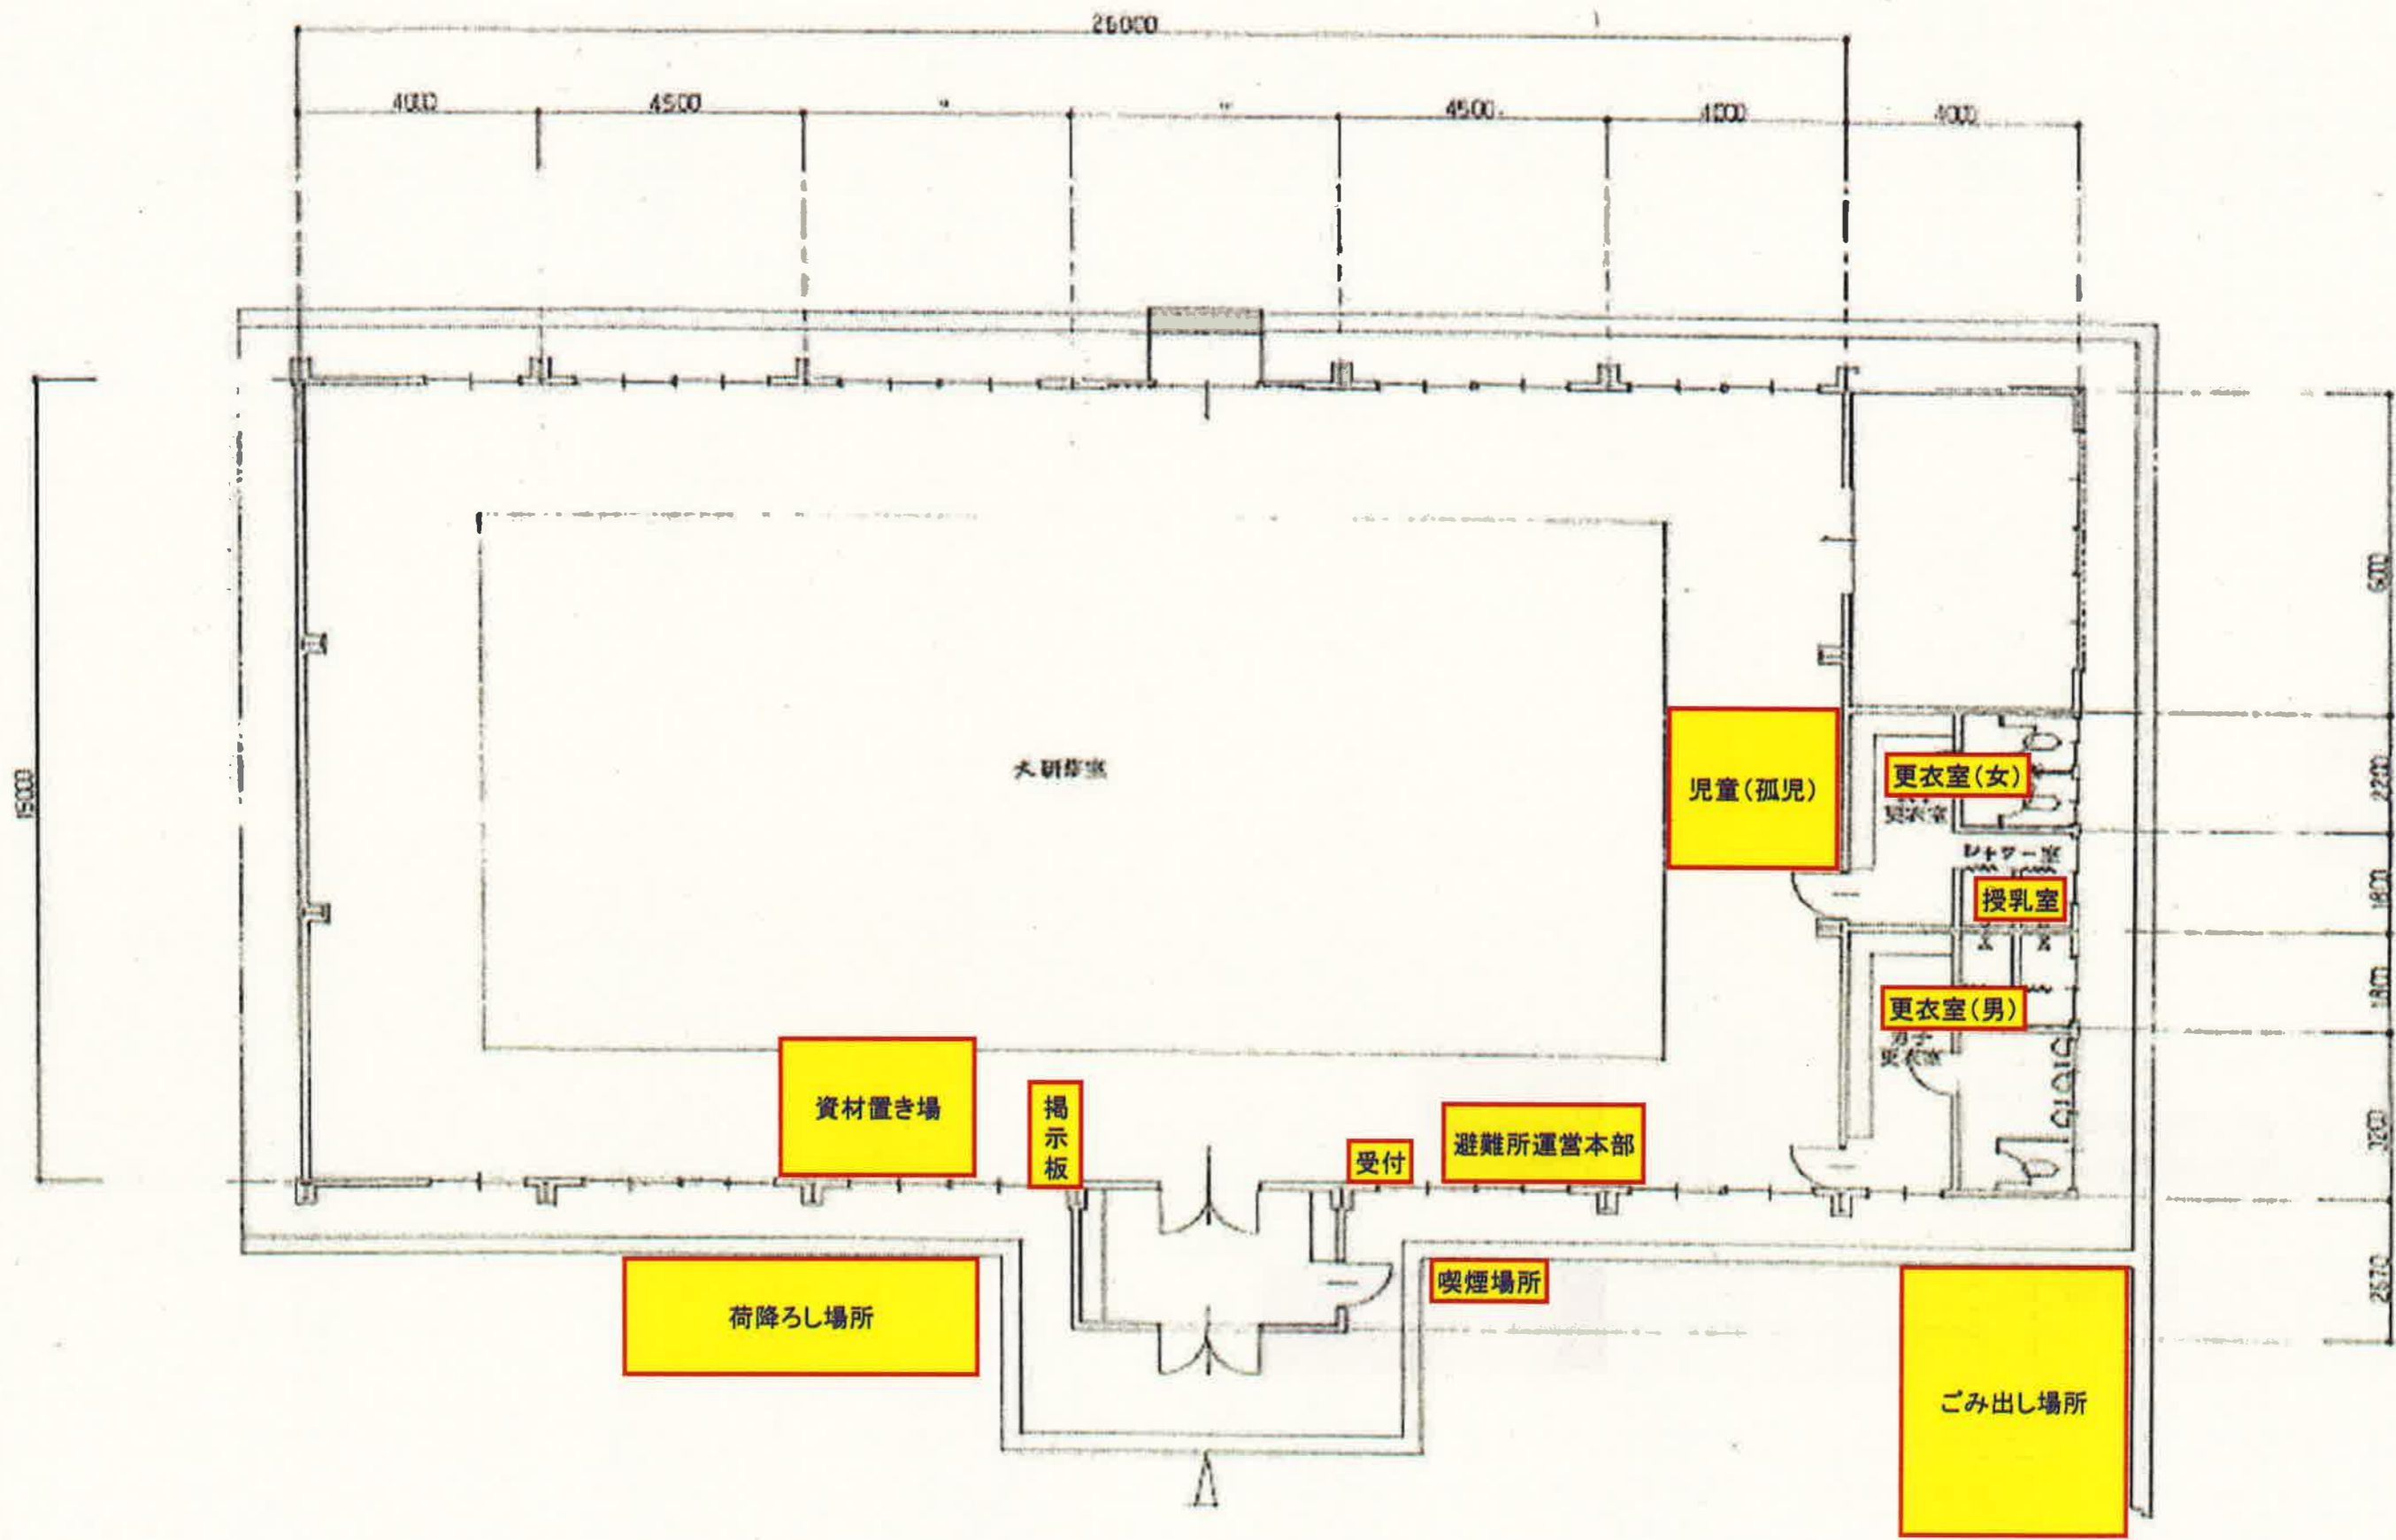 26000
4000
4500
〃
〃
4500
4000
4000
15000
6000
2200
1800
1800
3200
2570
大研修室
児童(孤児)
更衣室(女)
更衣室
シャワー室
授乳室
更衣室(男)
男子
更衣室
資材置き場
掲
示
板
受付
避難所運営本部
荷降ろし場所
喫煙場所
ごみ出し場所